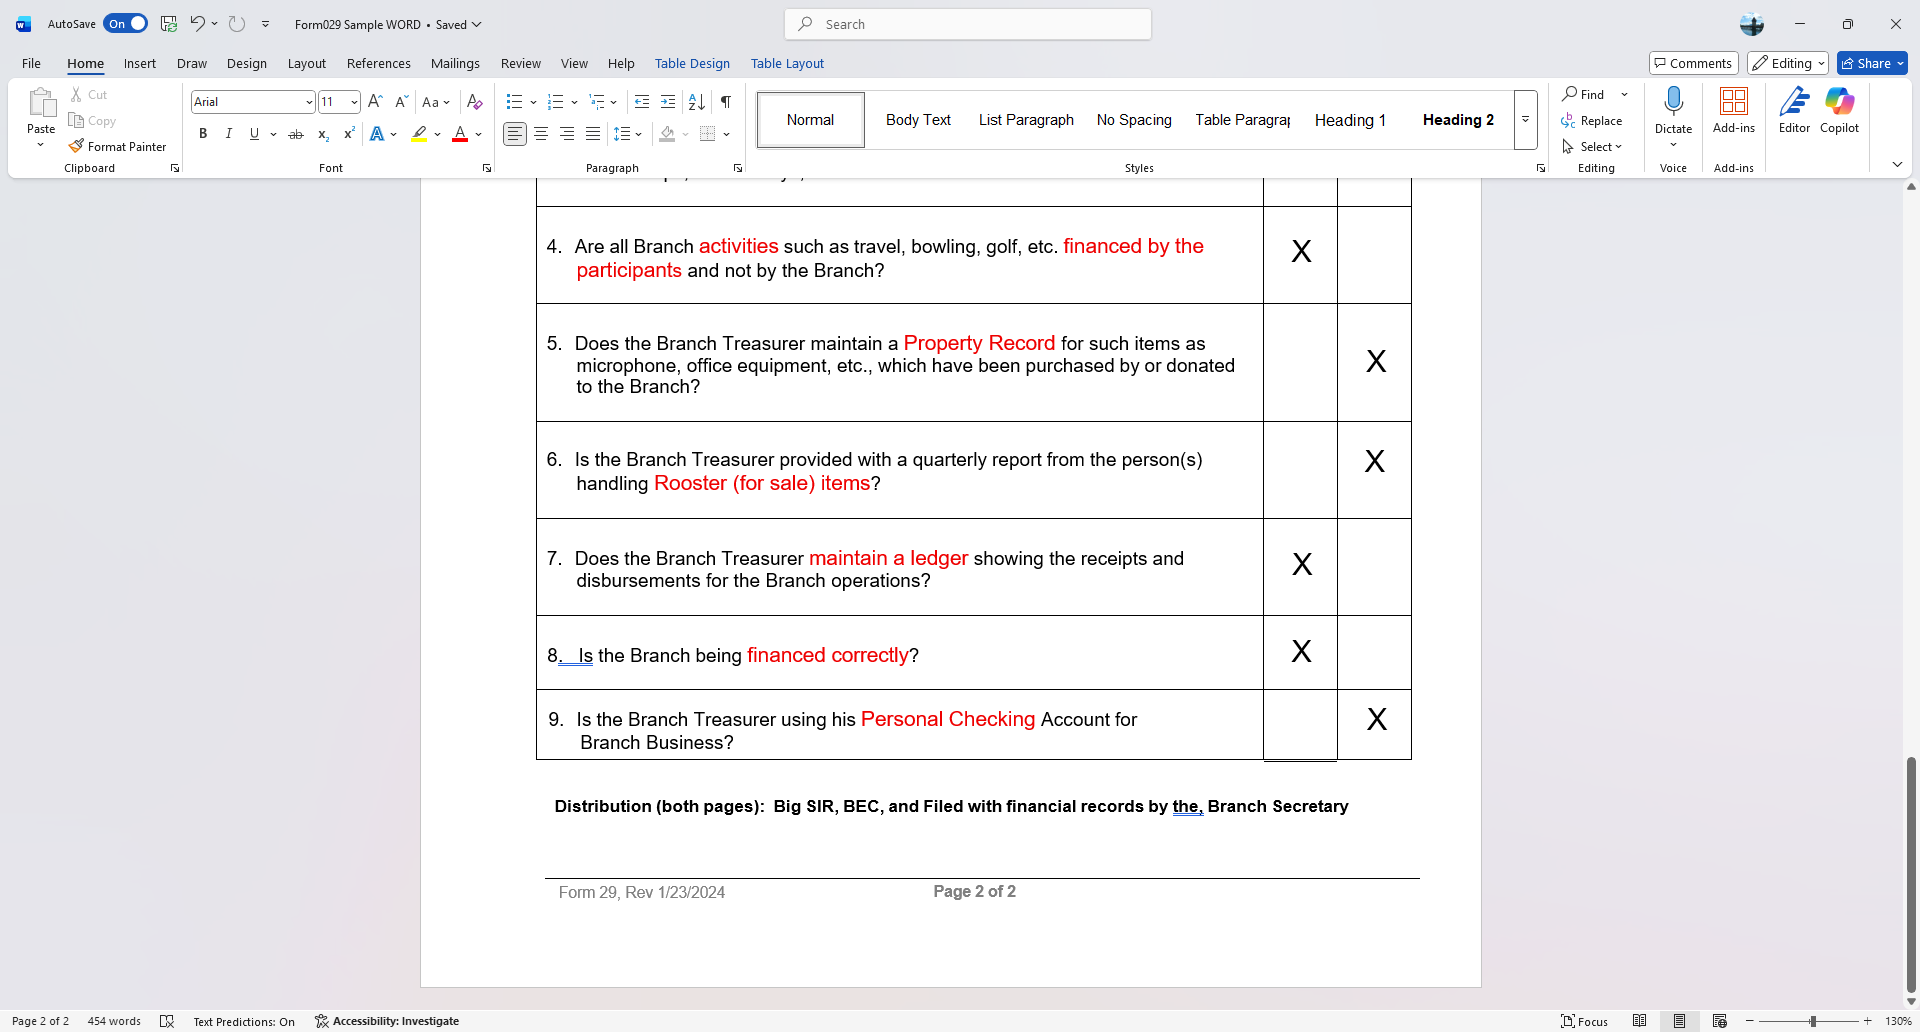 AutoSave On Form029 Sample WORD • Saved Search
File Home Insert Draw Design Layout References Mailings Review View Help Table Design Table Layout Comments Editing Share
Paste Cut Copy Format Painter Clipboard
Arial 11 Aa Font
Paragraph
Normal Body Text List Paragraph No Spacing Table Paragrap Heading 1 Heading 2 Styles
Find Replace Select Editing
Dictate Voice
Add-ins Add-ins
Editor Copilot
4. Are all Branch activities such as travel, bowling, golf, etc. financed by the X
participants and not by the Branch?
5. Does the Branch Treasurer maintain a Property Record for such items as
microphone, office equipment, etc., which have been purchased by or donated X
to the Branch?
6. Is the Branch Treasurer provided with a quarterly report from the person(s) X
handling Rooster (for sale) items?
7. Does the Branch Treasurer maintain a ledger showing the receipts and X
disbursements for the Branch operations?
8. Is the Branch being financed correctly? X
9. Is the Branch Treasurer using his Personal Checking Account for X
Branch Business?
Distribution (both pages): Big SIR, BEC, and Filed with financial records by the, Branch Secretary
Form 29, Rev 1/23/2024 Page 2 of 2
Page 2 of 2 454 words Text Predictions: On Accessibility: Investigate Focus 130%